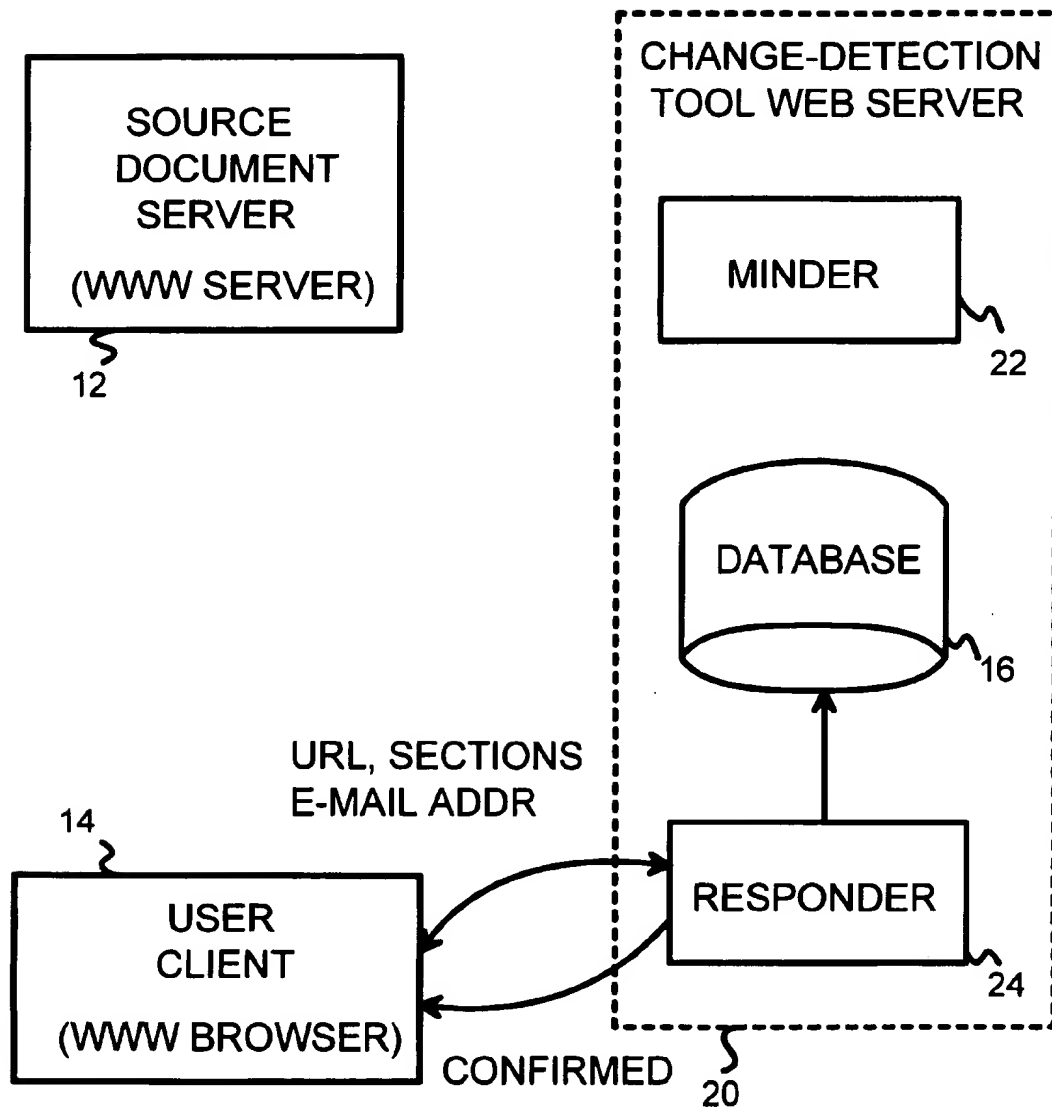 SOURCE
DOCUMENT
SERVER
(WWW SERVER)
12
CHANGE-DETECTION
TOOL WEB SERVER
MINDER
22
DATABASE
16
URL, SECTIONS
E-MAIL ADDR
14
USER
CLIENT
(WWW BROWSER)
RESPONDER
24
CONFIRMED
20